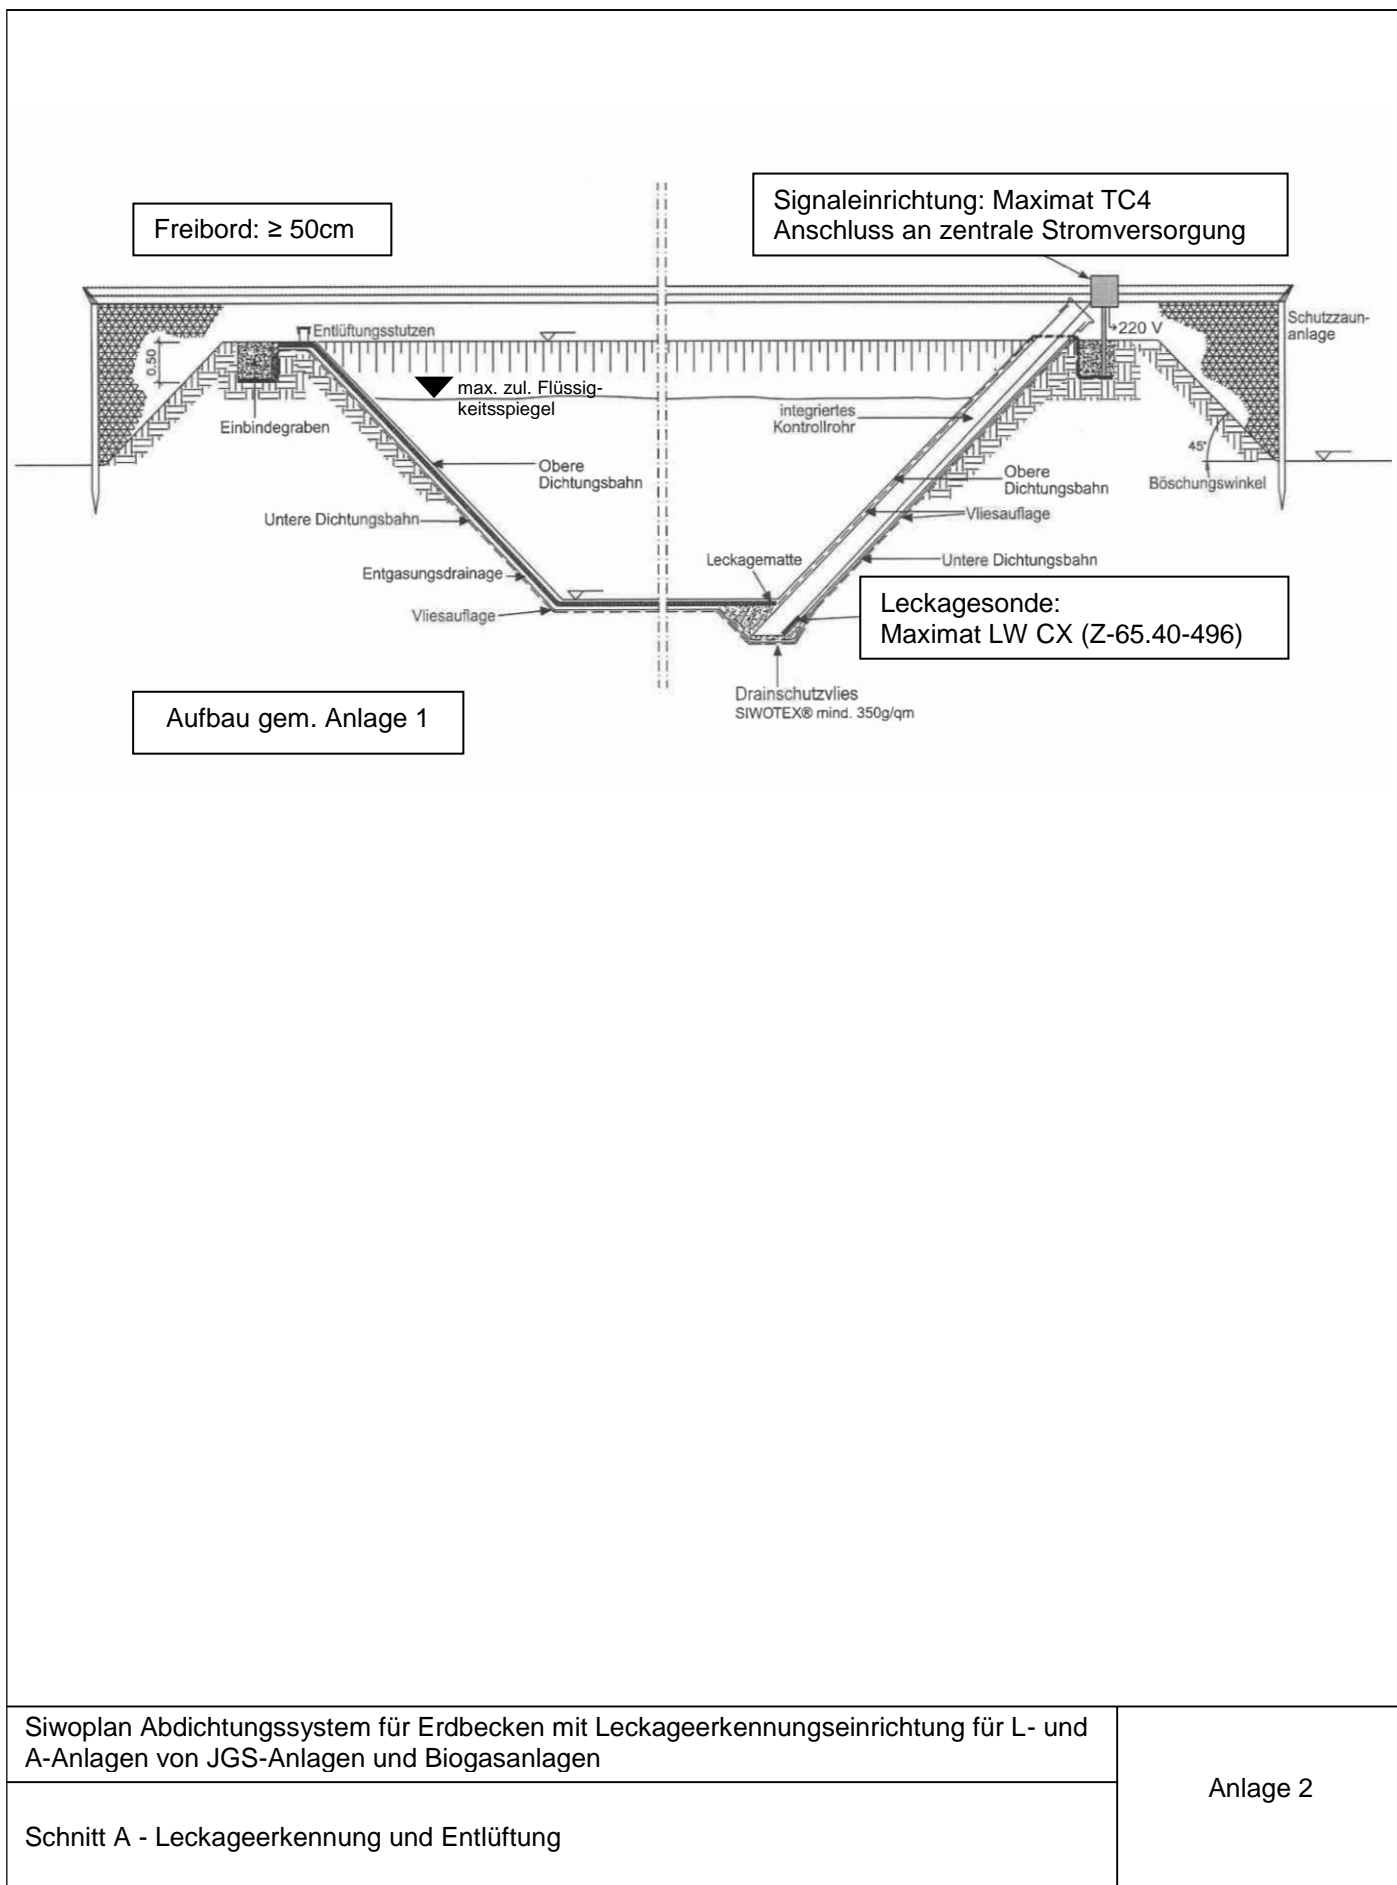 Freibord: ≥ 50cm
Signaleinrichtung: Maximat TC4
Anschluss an zentrale Stromversorgung
Entlüftungsstutzen
220 V
Schutzzaun-
anlage
0.50
max. zul. Flüssig-
keitsspiegel
Einbindegraben
integriertes
Kontrollrohr
45°
Böschungswinkel
Obere
Dichtungsbahn
Obere
Dichtungsbahn
Vliesauflage
Untere Dichtungsbahn
Untere Dichtungsbahn
Entgasungsdrainage
Leckagematte
Vliesauflage
Leckagesonde:
Maximat LW CX (Z-65.40-496)
Drainschutzvlies
SIWOTEX® mind. 350g/qm
Aufbau gem. Anlage 1
Siwoplan Abdichtungssystem für Erdbecken mit Leckageerkennungseinrichtung für L- und
A-Anlagen von JGS-Anlagen und Biogasanlagen
Schnitt A - Leckageerkennung und Entlüftung
Anlage 2